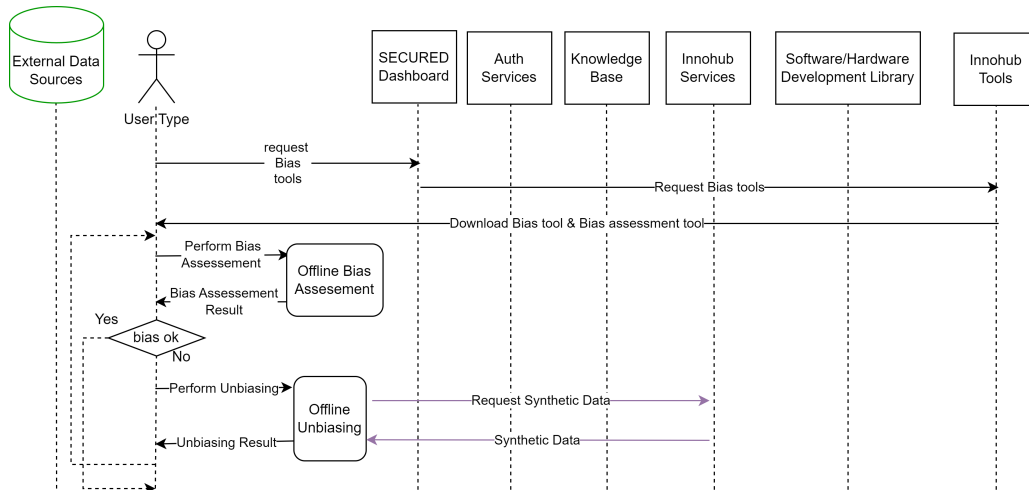 External Data
Sources
User Type
SECURED
Dashboard
Auth
Services
Knowledge
Base
Innohub
Services
Software/Hardware
Development Library
Innohub
Tools
request
Bias
tools
Request Bias tools
Download Bias tool & Bias assessment tool
Perform Bias
Assessement
Offline Bias
Assesement
Bias Assessement
Result
Yes
bias ok
No
Perform Unbiasing
Offline
Unbiasing
Request Synthetic Data
Unbiasing Result
Synthetic Data